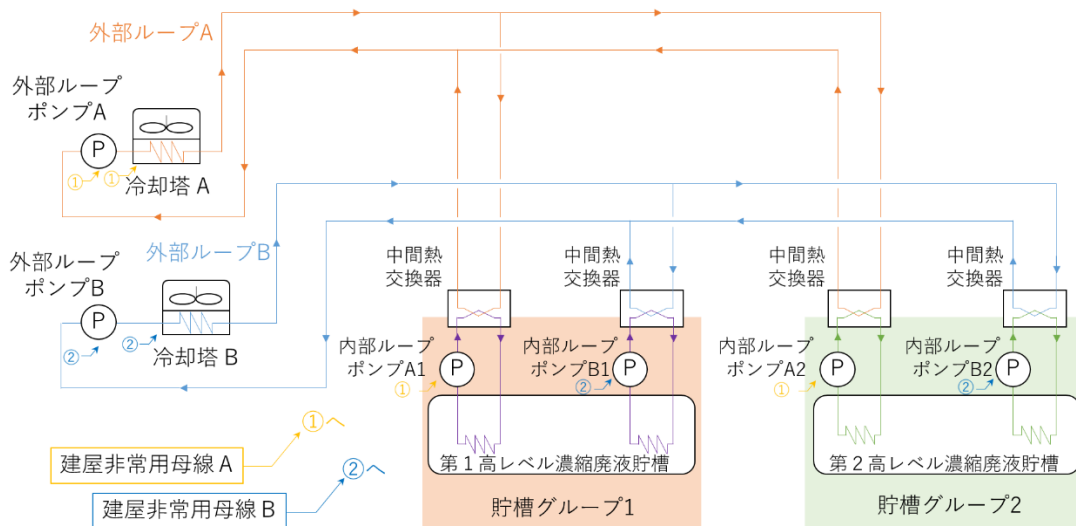 外部ループA
外部ループ
ポンプA
P
①
①
冷却塔 A
外部ループB
外部ループ
ポンプB
P
②
②
冷却塔 B
中間熱
交換器
中間熱
交換器
中間熱
交換器
中間熱
交換器
内部ループ
ポンプA1
P
①
内部ループ
ポンプB1
P
②
内部ループ
ポンプA2
P
①
内部ループ
ポンプB2
P
②
第１高レベル濃縮廃液貯槽
第２高レベル濃縮廃液貯槽
貯槽グループ1
貯槽グループ2
①へ
建屋非常用母線 A
②へ
建屋非常用母線 B